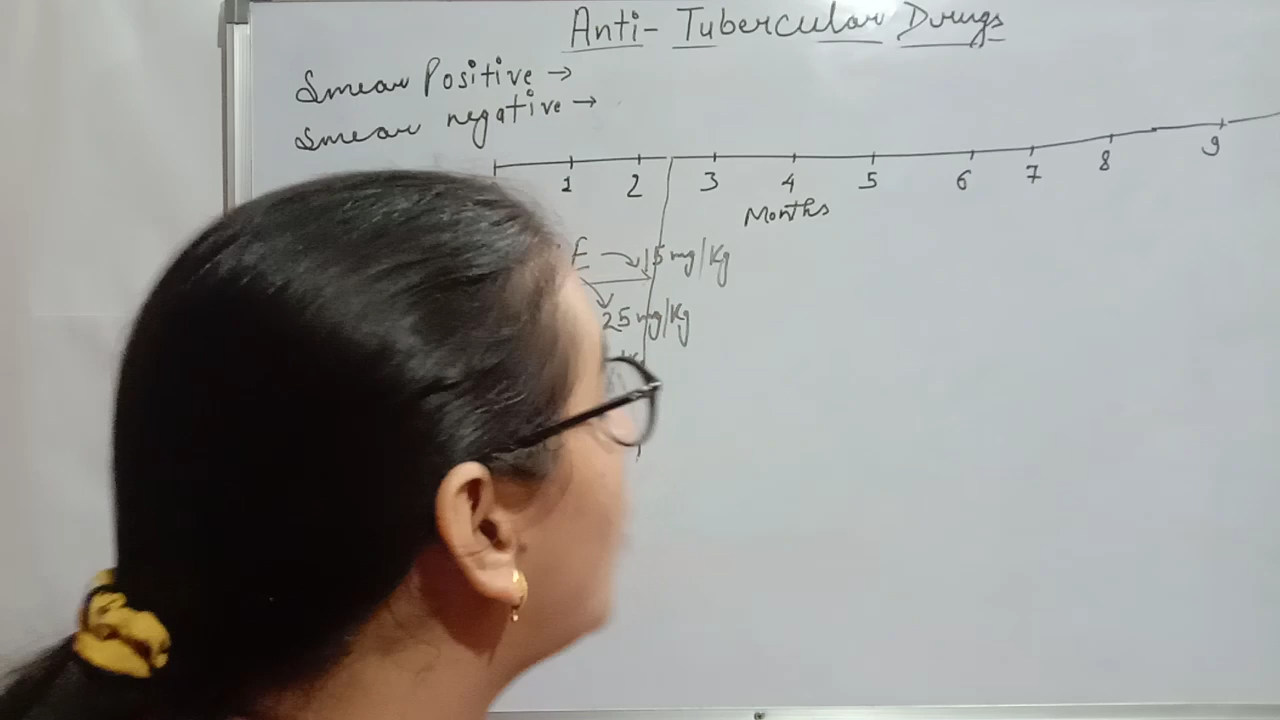 Anti- Tubercular Drugs
Smear Positive →
Smear negative →
1 2 3 4 5 6 7 8 9
Months
E → 15 mg/Kg
25 mg/Kg